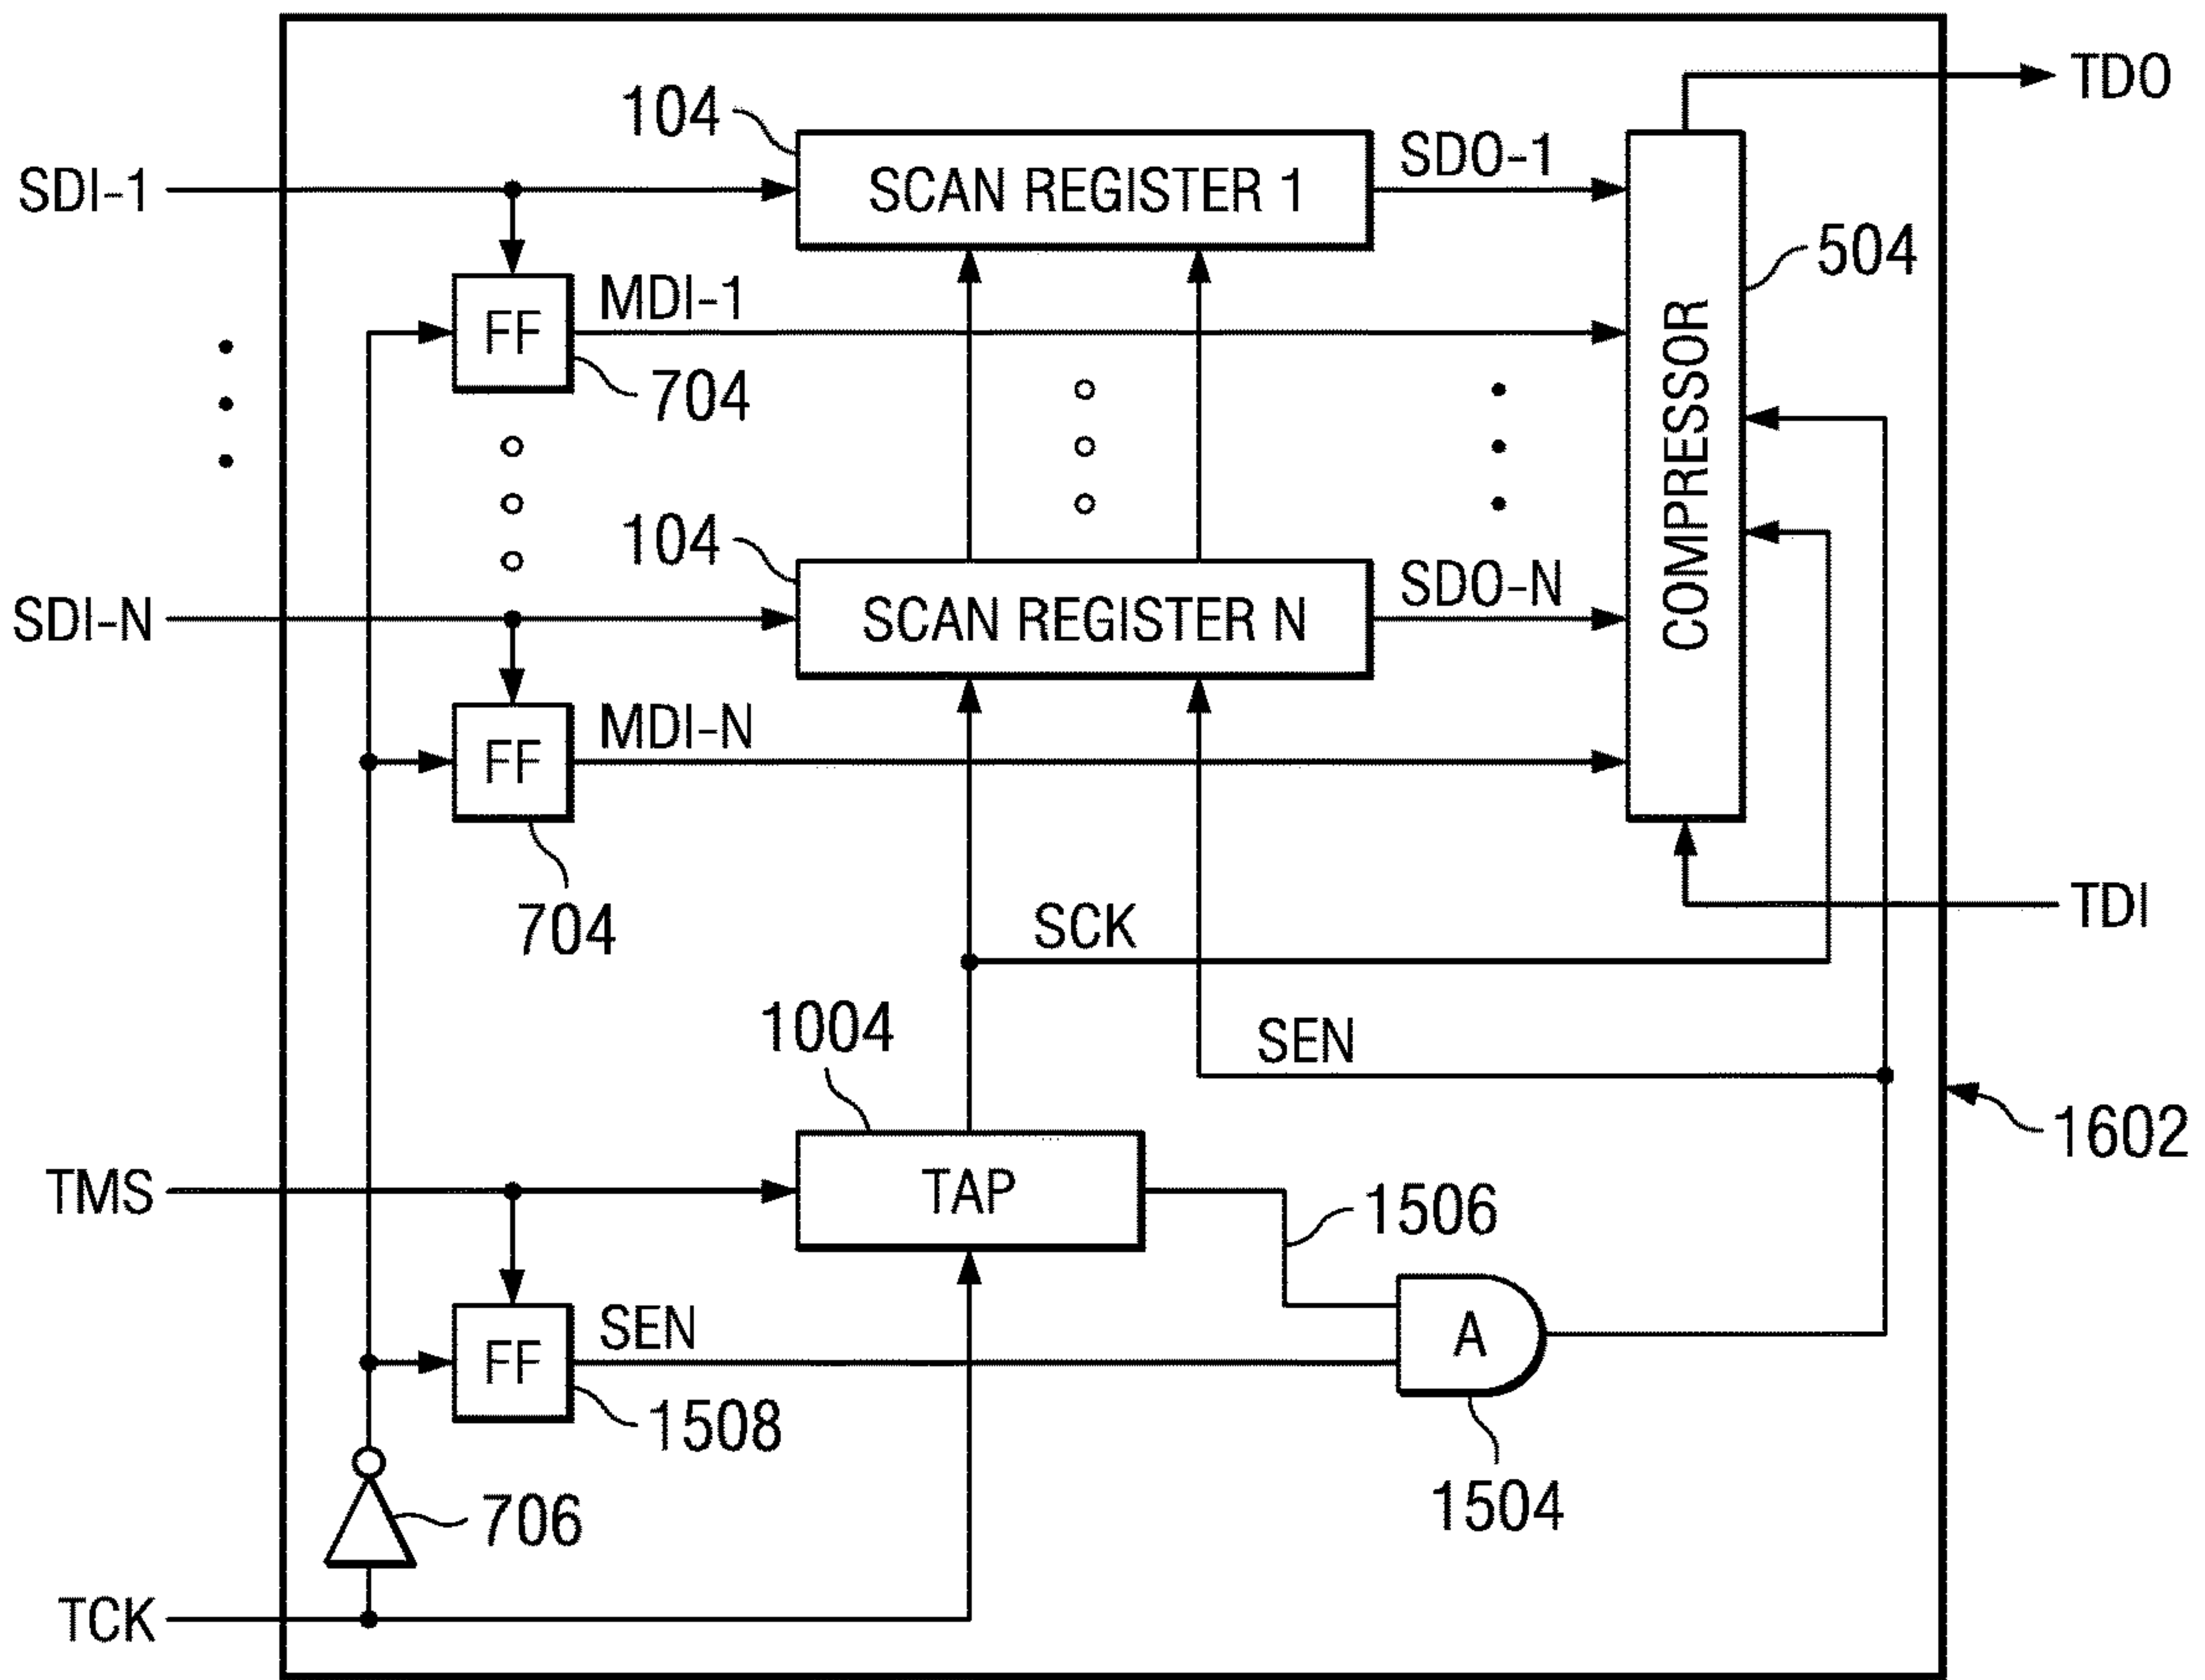 TDO
104
SDI-1
SCAN REGISTER 1
SDO-1
504
FF
MDI-1
704
COMPRESSOR
104
SDI-N
SCAN REGISTER N
SDO-N
FF
MDI-N
704
TDI
SCK
1004
SEN
1602
TMS
TAP
1506
FF
SEN
A
1508
706
1504
TCK